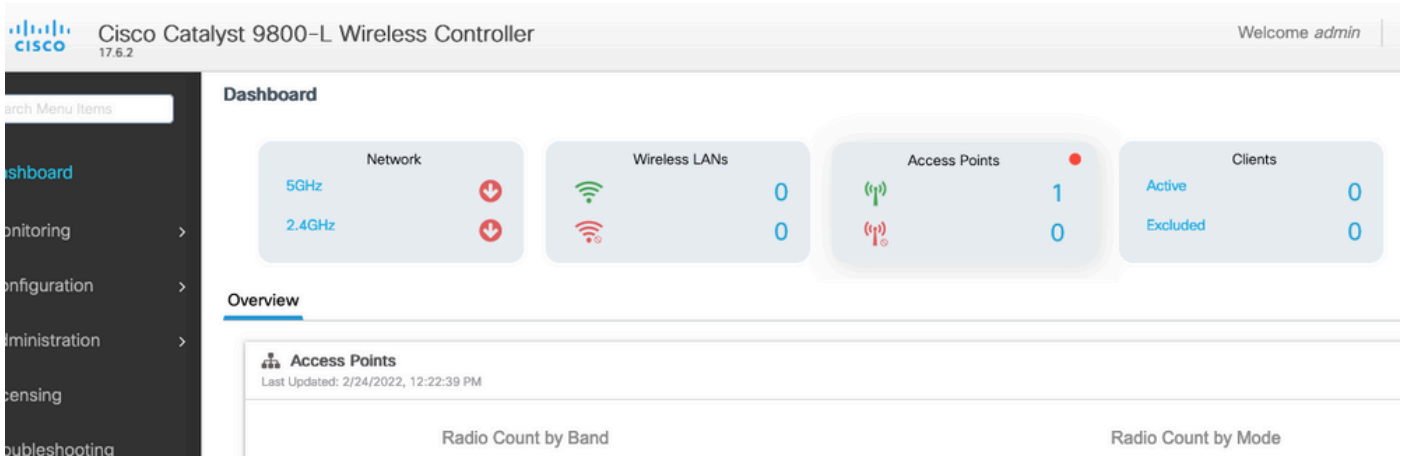 CISCO
Cisco Catalyst 9800-L Wireless Controller
17.6.2
Welcome admin
arch Menu Items
ashboard
onitoring
onfiguration
dministration
censing
oubleshooting
Dashboard
Network
5GHz
2.4GHz
Wireless LANs
0
0
Access Points
1
0
Clients
Active 0
Excluded 0
Overview
Access Points
Last Updated: 2/24/2022, 12:22:39 PM
Radio Count by Band
Radio Count by Mode